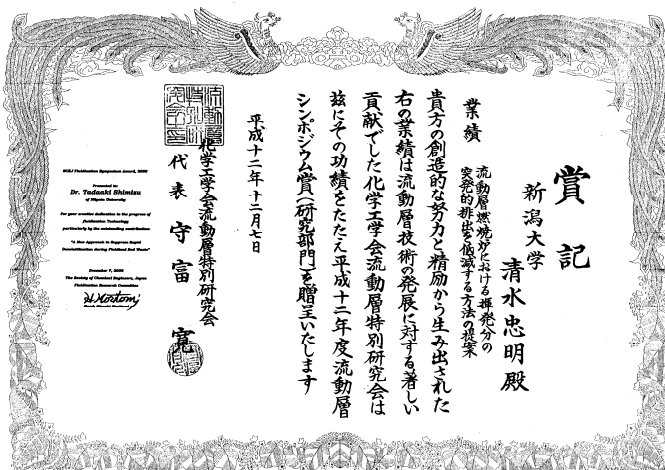 賞記
新潟大学
清水忠明殿
業績
流動層燃焼炉における揮発分の
突発的排出を低減する方法の提案
貴方の創造的な努力と精励から生み出された
右の業績は流動層技術の発展に対する著しい
貢献でした化学工学会流動層特別研究会は
茲にその功績をたたえ平成十二年度流動層
シンポジウム賞(研究部門)を贈呈いたします
平成十二年十二月七日
化学工学会流動層特別研究会
代表 守富 寛
SCEJ Fluidization Symposium Award, 2000
Presented to
Dr. Tadaaki Shimizu
of Niigata University
For your creative dedication to the progress of
Fluidization Technology,
particularly by the outstanding contribution:
"A New Approach to Suppress Rapid
Devolatilization during Fluidized Bed Waste"
December 7, 2000
The Society of Chemical Engineers, Japan
Fluidization Research Committee